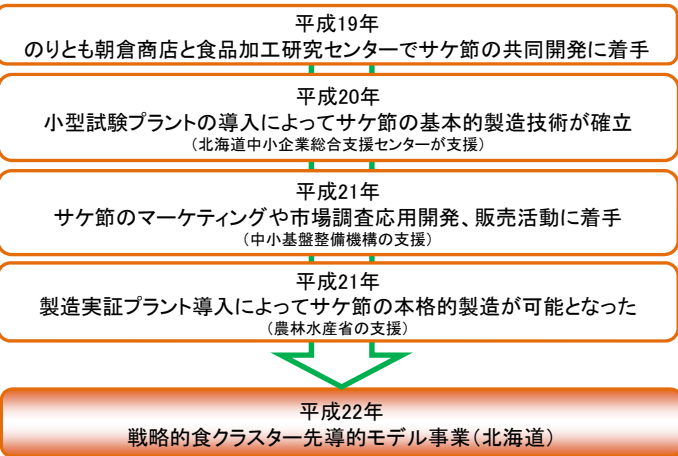 平成19年
のりとも朝倉商店と食品加工研究センターでサケ節の共同開発に着手
平成20年
小型試験プラントの導入によってサケ節の基本的製造技術が確立
（北海道中小企業総合支援センターが支援）
平成21年
サケ節のマーケティングや市場調査応用開発、販売活動に着手
（中小基盤整備機構の支援）
平成21年
製造実証プラント導入によってサケ節の本格的製造が可能となった
（農林水産省の支援）
平成22年
戦略的食クラスター先導的モデル事業（北海道）